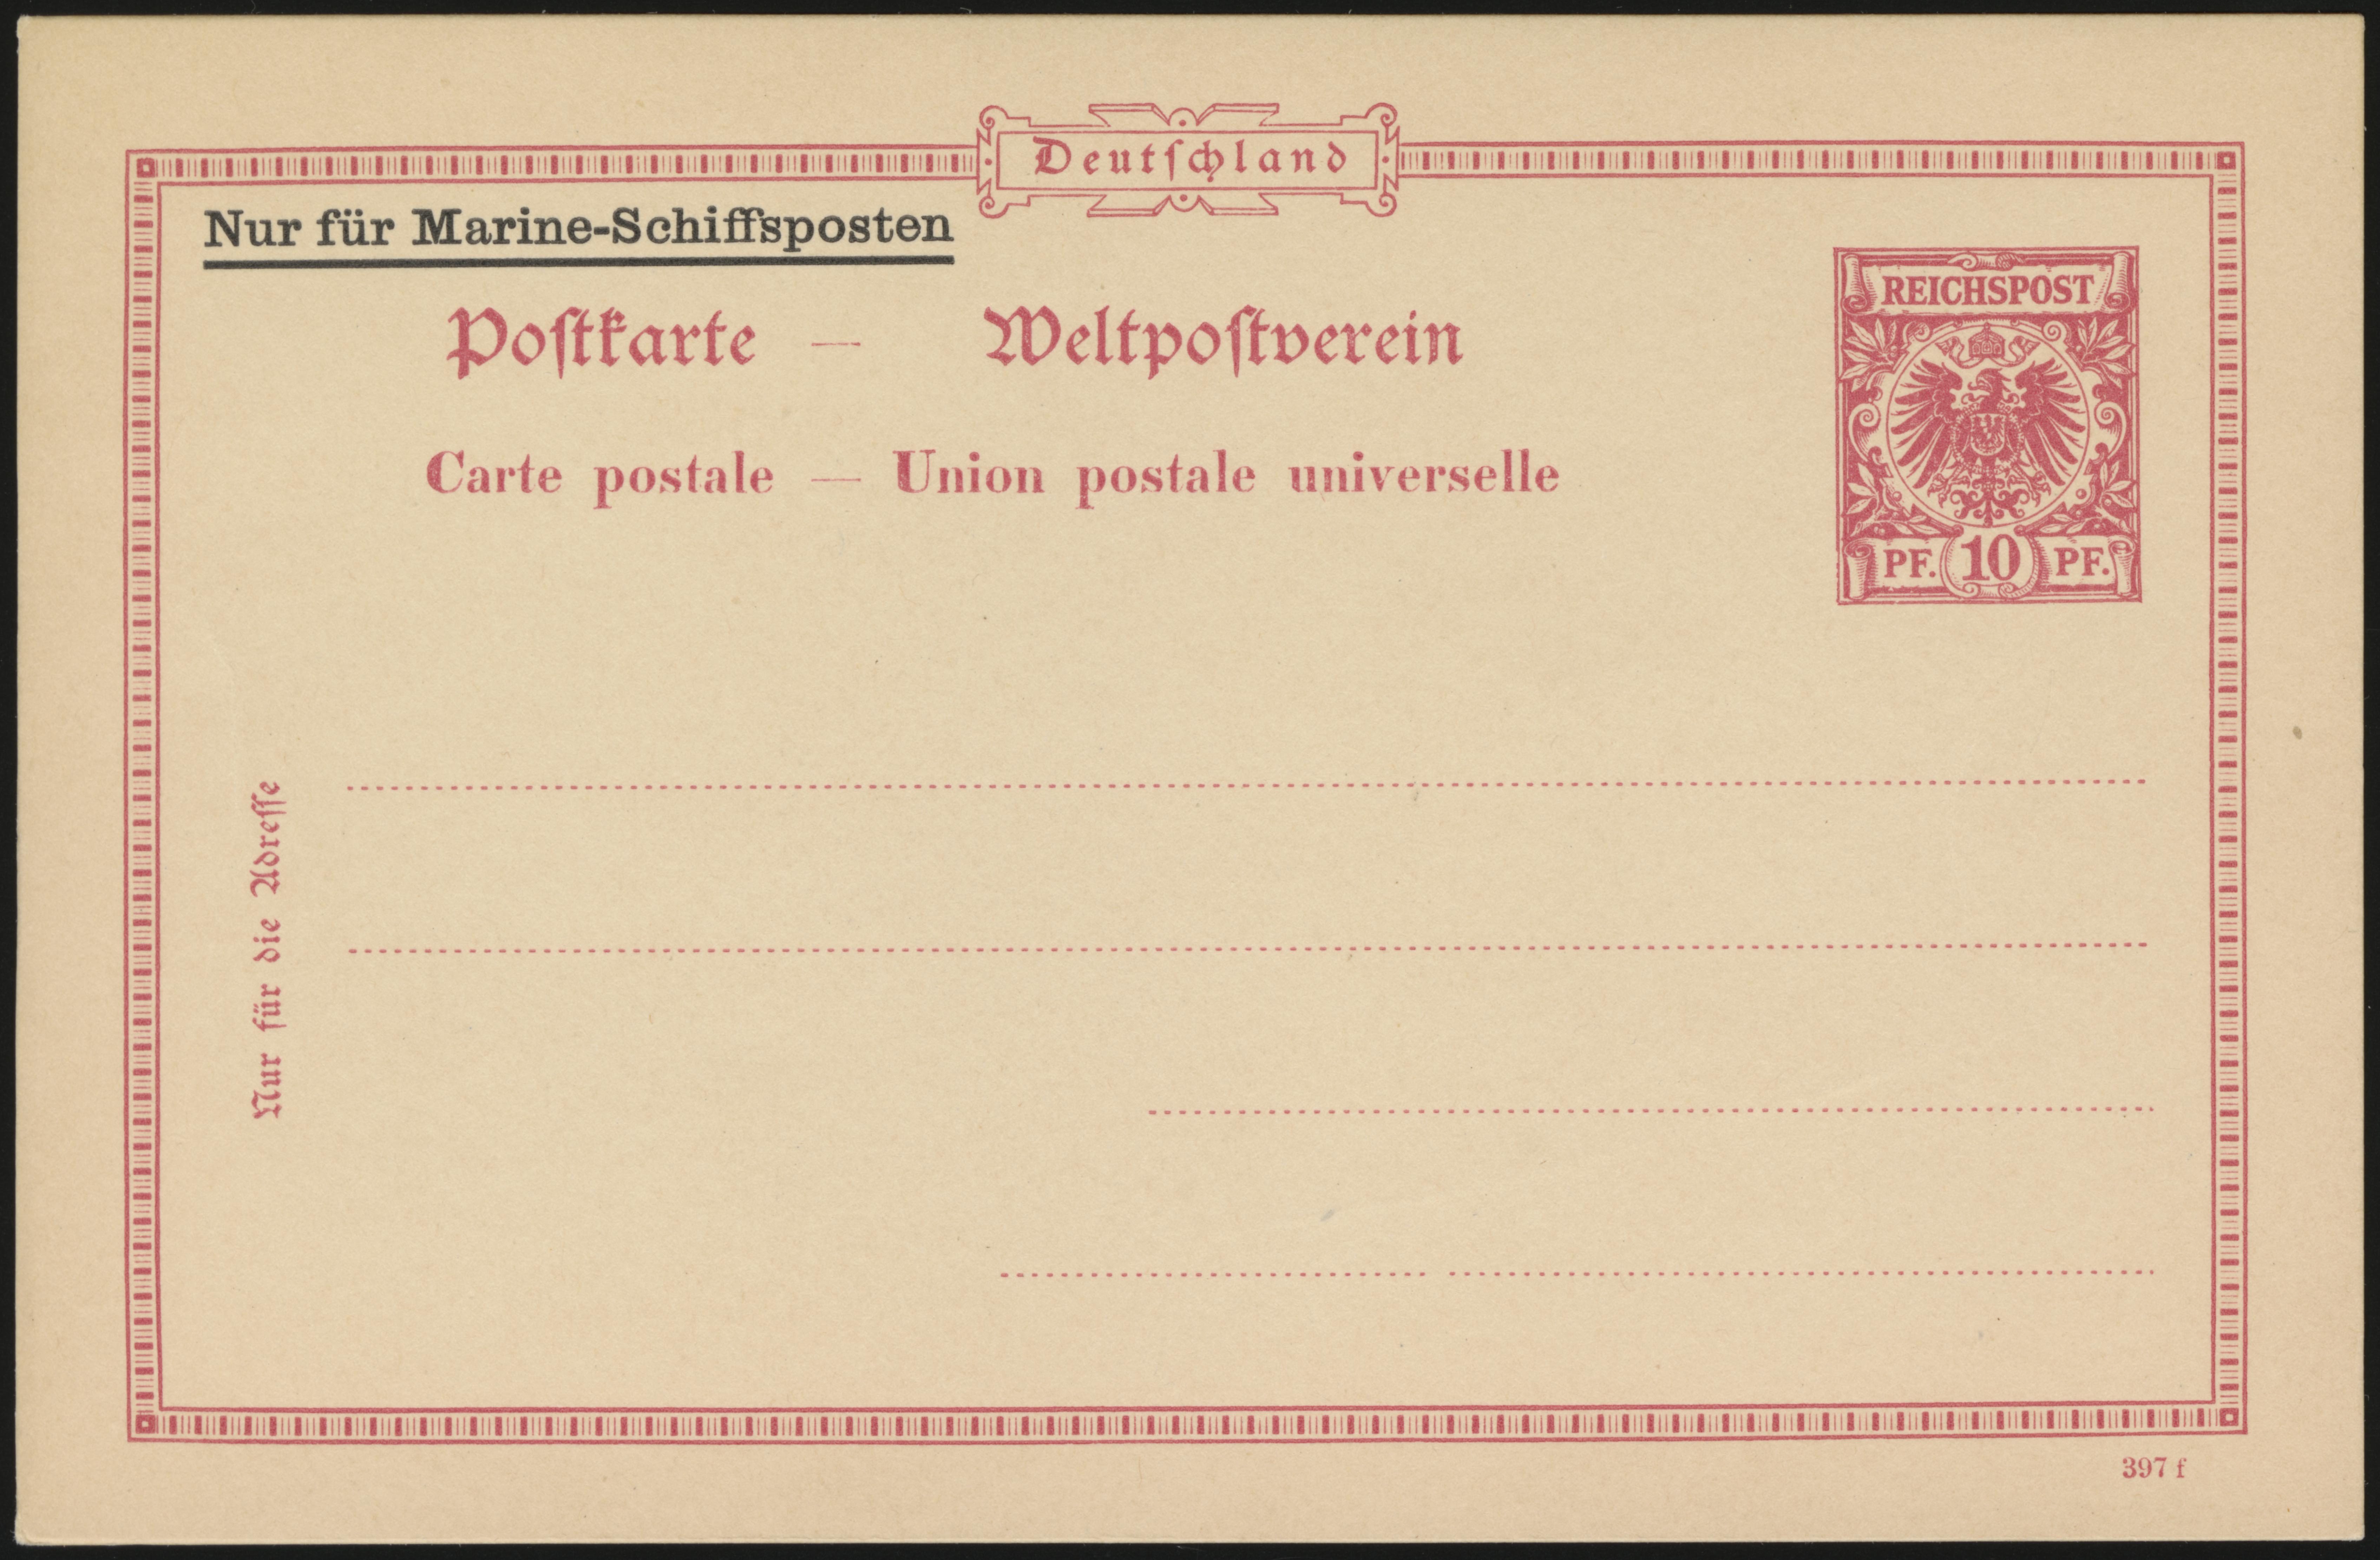 Deutſchland
Nur für Marine-Schiffsposten
REICHSPOST
Poſtkarte — Weltpoſtverein
Carte postale — Union postale universelle
PF. 10 PF.
Nur für die Adreſſe
397 f